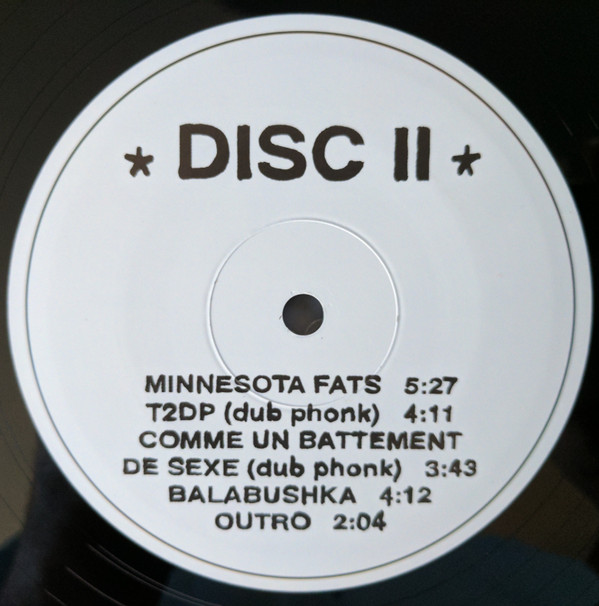 * DISC II *
MINNESOTA FATS 5:27
T2DP (dub phonk) 4:11
COMME UN BATTEMENT
DE SEXE (dub phonk) 3:43
BALABUSHKA 4:12
OUTRO 2:04